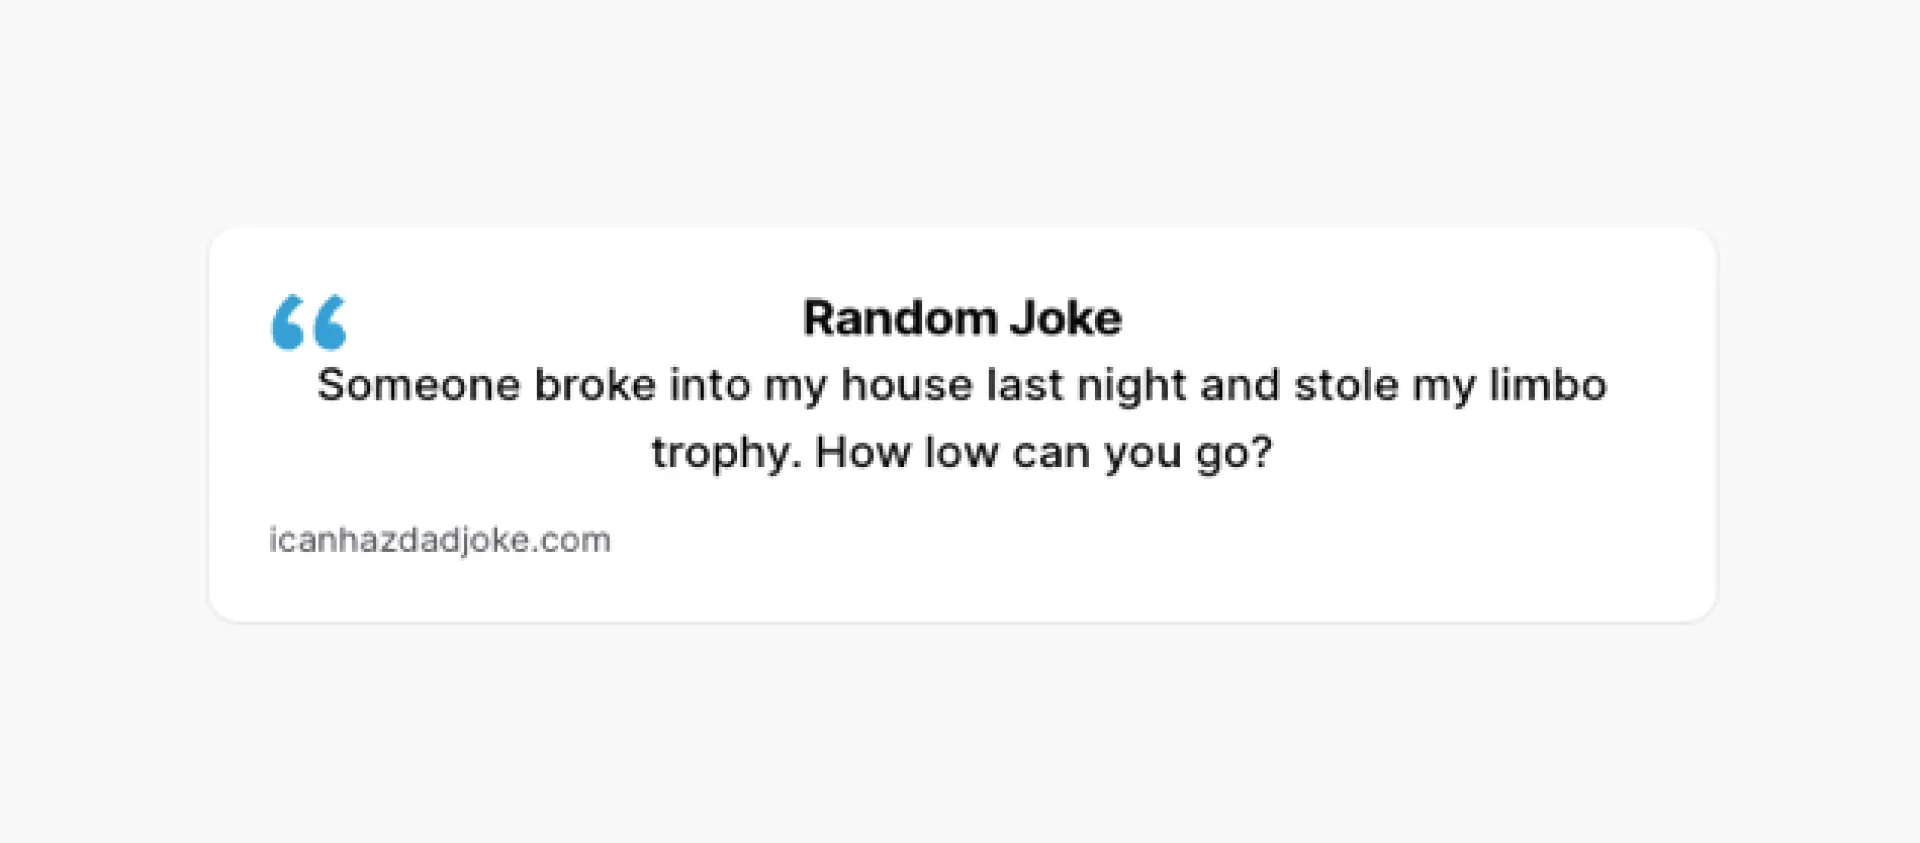 Random Joke
Someone broke into my house last night and stole my limbo
trophy. How low can you go?
icanhazdadjoke.com